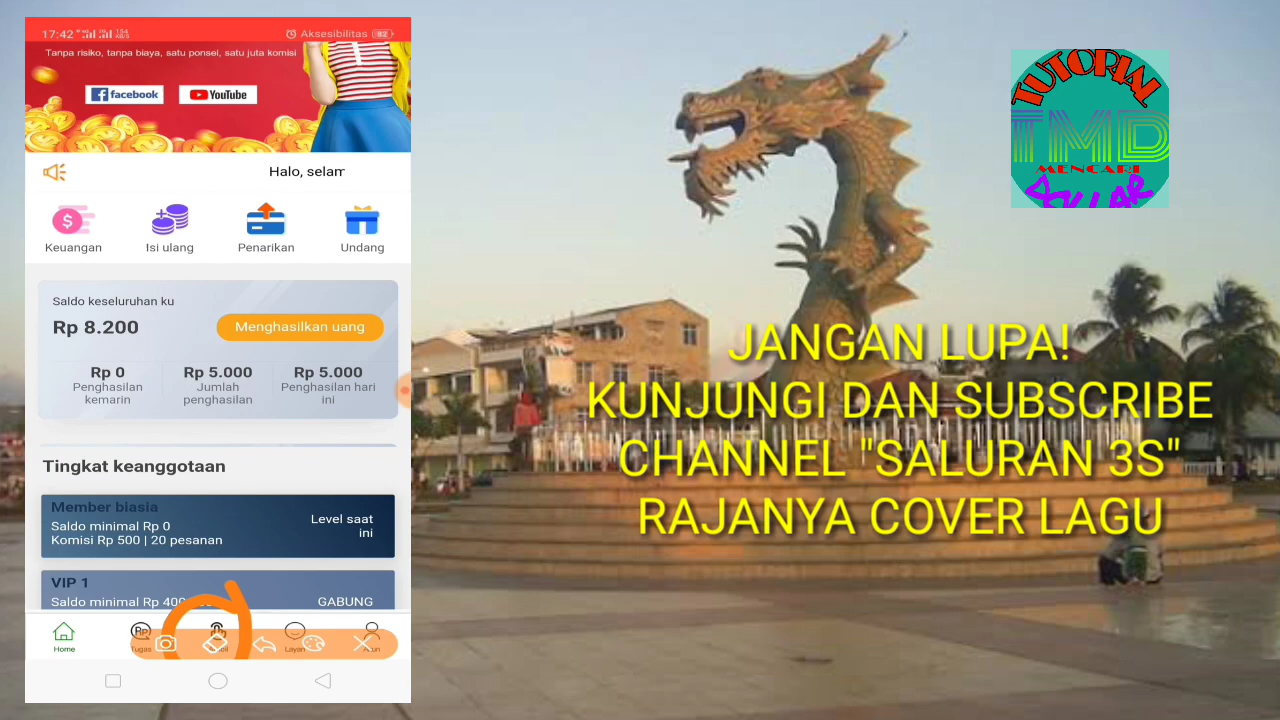 17:42
Aksesibilitas
82
Tanpa risiko, tanpa biaya, satu ponsel, satu juta komisi
facebook
YouTube
Halo, selam
Keuangan
Isi ulang
Penarikan
Undang
Saldo keseluruhan ku
Rp 8.200
Menghasilkan uang
Rp 0
Penghasilan
kemarin
Rp 5.000
Jumlah
penghasilan
Rp 5.000
Penghasilan hari
ini
Tingkat keanggotaan
Member biasia
Saldo minimal Rp 0
Komisi Rp 500 | 20 pesanan
Level saat
ini
VIP 1
Saldo minimal Rp 400
GABUNG
Home
Tugas
Layan
Akun
TUTORIAL
TMD
MENCARI
DOLLAR
JANGAN LUPA!
KUNJUNGI DAN SUBSCRIBE
CHANNEL "SALURAN 3S"
RAJANYA COVER LAGU